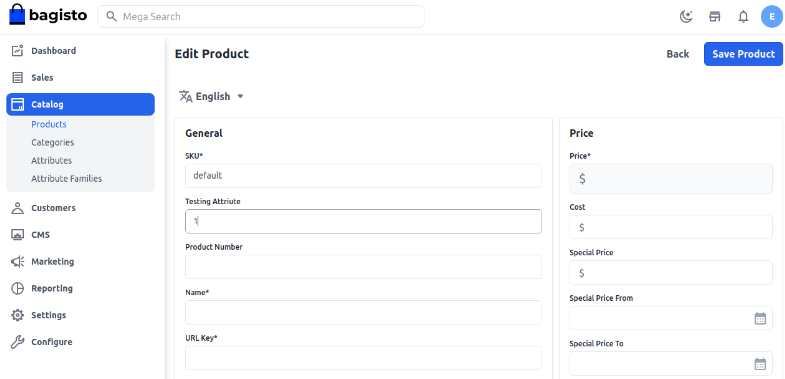 bagisto
Mega Search
E
Dashboard
Sales
Catalog
Products
Categories
Attributes
Attribute Families
Customers
CMS
Marketing
Reporting
Settings
Configure
Edit Product
Back
Save Product
English
General
SKU*
default
Testing Attriute
1
Product Number
Name*
URL Key*
Price
Price*
$
Cost
$
Special Price
$
Special Price From
Special Price To